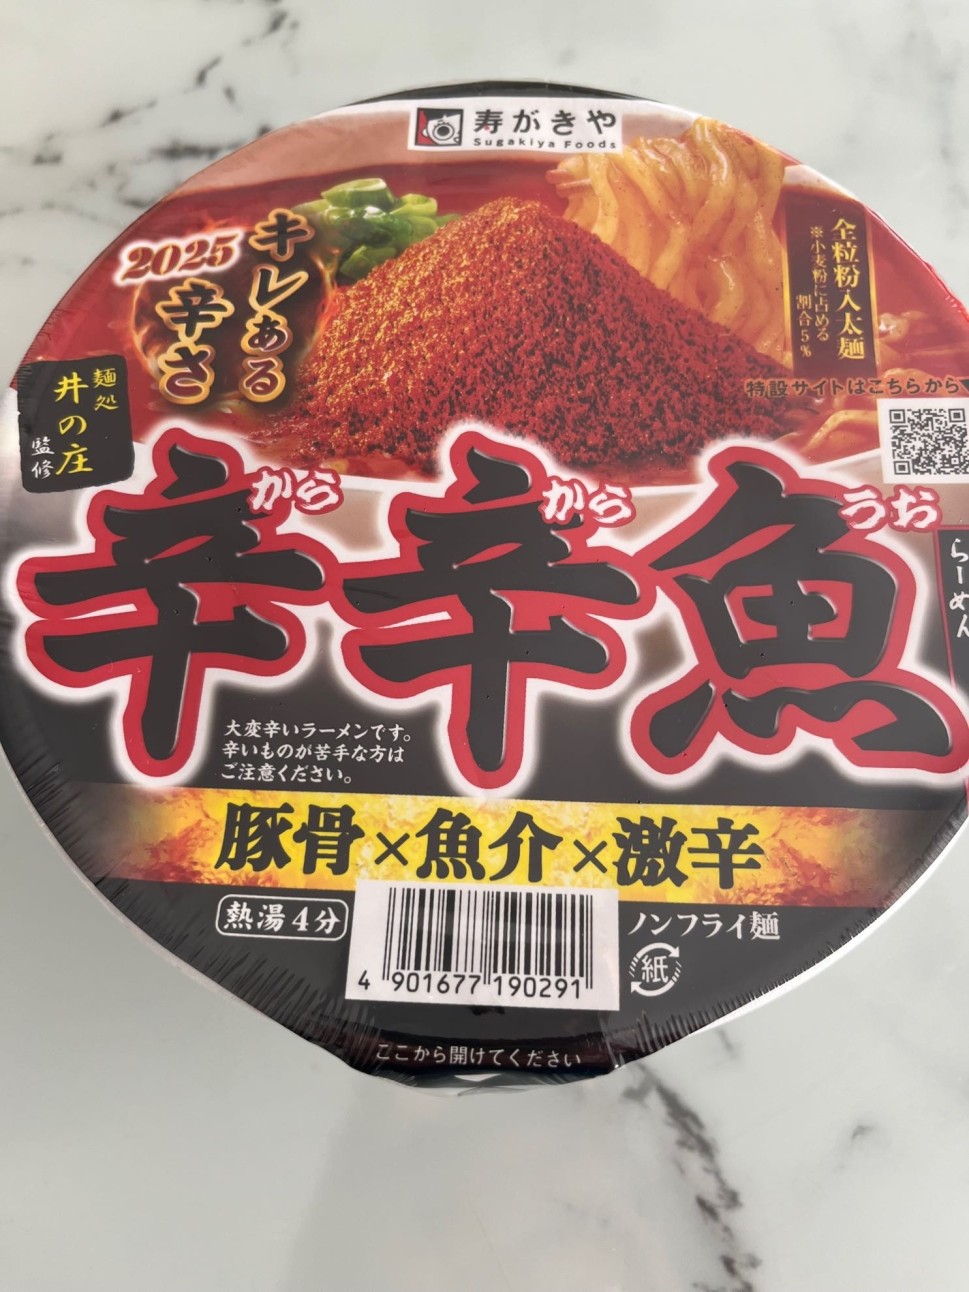 寿がきや
Sugakiya Foods
2025
キレある
辛さ
全粒粉入太麺
※小麦粉に占める
割合5%
特設サイトはこちらから▼
麺処
井の庄
監修
から
から
うお
辛辛魚
らーめん
大変辛いラーメンです。
辛いものが苦手な方は
ご注意ください。
豚骨×魚介×激辛
熱湯4分
ノンフライ麺
紙
4 901677 190291
ここから開けてください